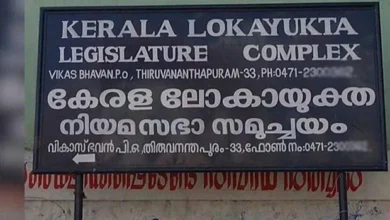 KERALA LOKAYUKTA
LEGISLATURE COMPLEX
VIKAS BHAVAN.P.O, THIRUVANANTHAPURAM-33, PH:0471-
കേരള ലോകായുക്ത
നിയമസഭാ സമുച്ചയം
വികാസ് ഭവൻ പി.ഒ, തിരുവനന്തപുരം-33, ഫോൺ നം:0471-